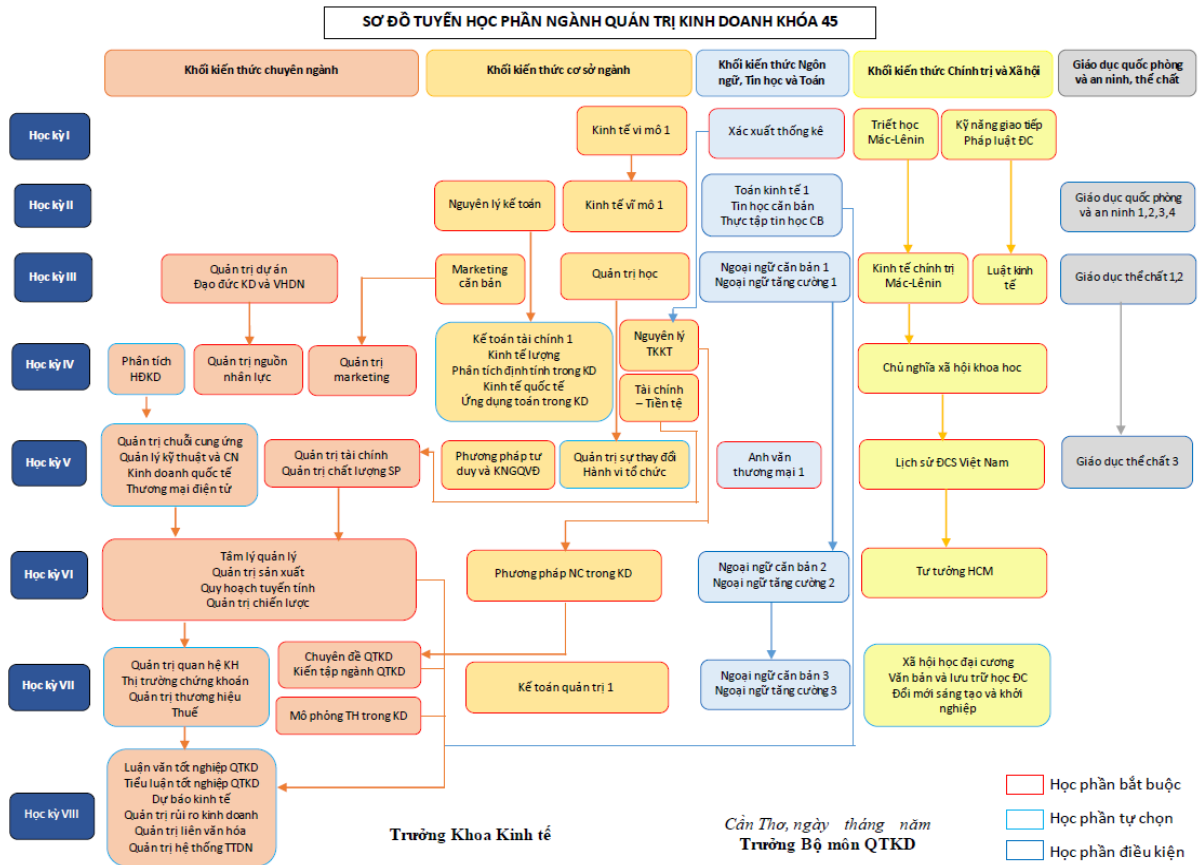 SƠ ĐỒ TUYẾN HỌC PHẦN NGÀNH QUẢN TRỊ KINH DOANH KHÓA 45
Khối kiến thức chuyên ngành
Khối kiến thức cơ sở ngành
Khối kiến thức Ngôn
ngữ, Tin học và Toán
Khối kiến thức Chính trị và Xã hội
Giáo dục quốc phòng
và an ninh, thể chất
Học kỳ I
Kinh tế vi mô 1
Xác xuất thống kê
Triết học
Mác-Lênin
Kỹ năng giao tiếp
Pháp luật ĐC
Học kỳ II
Nguyên lý kế toán
Kinh tế vĩ mô 1
Toán kinh tế 1
Tin học căn bản
Thực tập tin học CB
Giáo dục quốc phòng
và an ninh 1,2,3,4
Học kỳ III
Quản trị dự án
Đạo đức KD và VHDN
Marketing
căn bản
Quản trị học
Ngoại ngữ căn bản 1
Ngoại ngữ tăng cường 1
Kinh tế chính trị
Mác-Lênin
Luật kinh
tế
Giáo dục thể chất 1,2
Học kỳ IV
Phân tích
HĐKD
Quản trị nguồn
nhân lực
Quản trị
marketing
Kế toán tài chính 1
Kinh tế lượng
Phân tích định tính trong KD
Kinh tế quốc tế
Ứng dụng toán trong KD
Nguyên lý
TKKT
Tài chính
– Tiền tệ
Chủ nghĩa xã hội khoa học
Học kỳ V
Quản trị chuỗi cung ứng
Quản lý kỹ thuật và CN
Kinh doanh quốc tế
Thương mại điện tử
Quản trị tài chính
Quản trị chất lượng SP
Phương pháp tư
duy và KNGQVĐ
Quản trị sự thay đổi
Hành vi tổ chức
Anh văn
thương mại 1
Lịch sử ĐCS Việt Nam
Giáo dục thể chất 3
Học kỳ VI
Tâm lý quản lý
Quản trị sản xuất
Quy hoạch tuyến tính
Quản trị chiến lược
Phương pháp NC trong KD
Ngoại ngữ căn bản 2
Ngoại ngữ tăng cường 2
Tư tưởng HCM
Học kỳ VII
Quản trị quan hệ KH
Thị trường chứng khoán
Quản trị thương hiệu
Thuế
Chuyên đề QTKD
Kiến tập ngành QTKD
Mô phỏng TH trong KD
Kế toán quản trị 1
Ngoại ngữ căn bản 3
Ngoại ngữ tăng cường 3
Xã hội học đại cương
Văn bản và lưu trữ học ĐC
Đổi mới sáng tạo và khởi
nghiệp
Học kỳ VIII
Luận văn tốt nghiệp QTKD
Tiểu luận tốt nghiệp QTKD
Dự báo kinh tế
Quản trị rủi ro kinh doanh
Quản trị liên văn hóa
Quản trị hệ thống TTDN
Trưởng Khoa Kinh tế
Cần Thơ, ngày tháng năm
Trưởng Bộ môn QTKD
Học phần bắt buộc
Học phần tự chọn
Học phần điều kiện